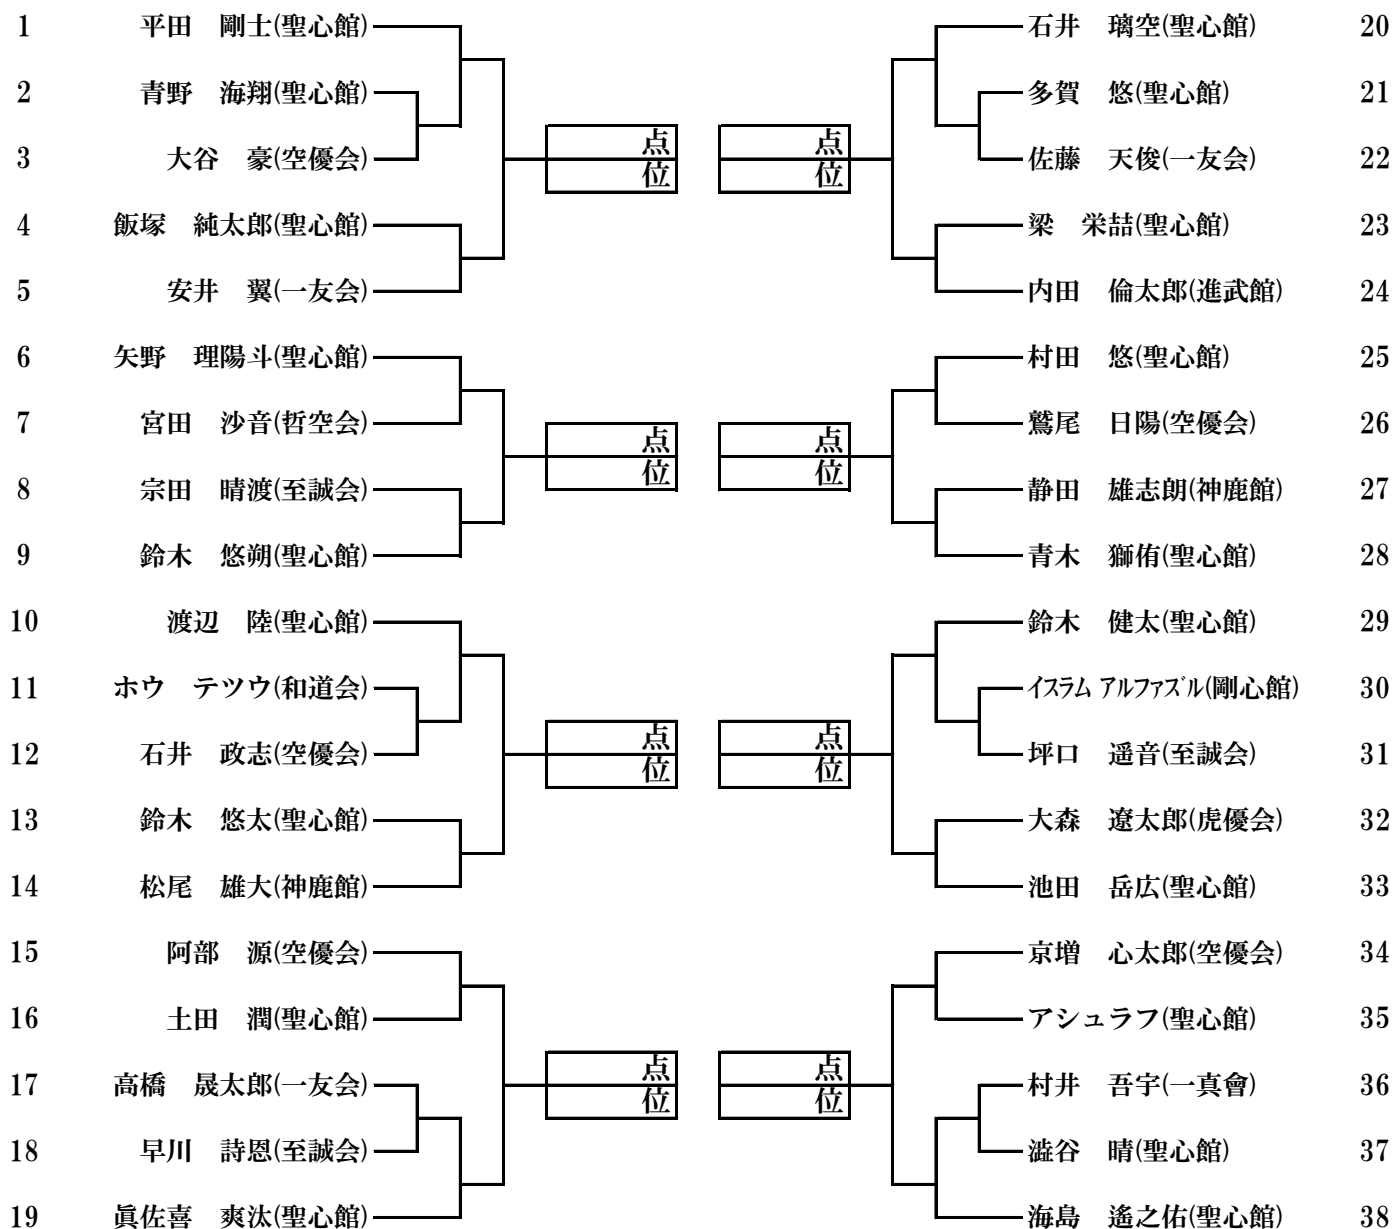 1 平田　剛士(聖心館)
2 青野　海翔(聖心館)
3 大谷　豪(空優会)
4 飯塚　純太郎(聖心館)
5 安井　翼(一友会)
6 矢野　理陽斗(聖心館)
7 宮田　沙音(哲空会)
8 宗田　晴渡(至誠会)
9 鈴木　悠朔(聖心館)
10 渡辺　陸(聖心館)
11 ホウ　テツウ(和道会)
12 石井　政志(空優会)
13 鈴木　悠太(聖心館)
14 松尾　雄大(神鹿館)
15 阿部　源(空優会)
16 土田　潤(聖心館)
17 高橋　晟太郎(一友会)
18 早川　詩恩(至誠会)
19 眞佐喜　爽汰(聖心館)
点
位
点
位
点
位
点
位
点
位
点
位
点
位
点
位
石井　璃空(聖心館) 20
多賀　悠(聖心館) 21
佐藤　天俊(一友会) 22
梁　栄喆(聖心館) 23
内田　倫太郎(進武館) 24
村田　悠(聖心館) 25
鷲尾　日陽(空優会) 26
静田　雄志朗(神鹿館) 27
青木　獅侑(聖心館) 28
鈴木　健太(聖心館) 29
イスラム アルファズル(剛心館) 30
坪口　遥音(至誠会) 31
大森　遼太郎(虎優会) 32
池田　岳広(聖心館) 33
京増　心太郎(空優会) 34
アシュラフ(聖心館) 35
村井　吾宇(一真會) 36
澁谷　晴(聖心館) 37
海島　遙之佑(聖心館) 38